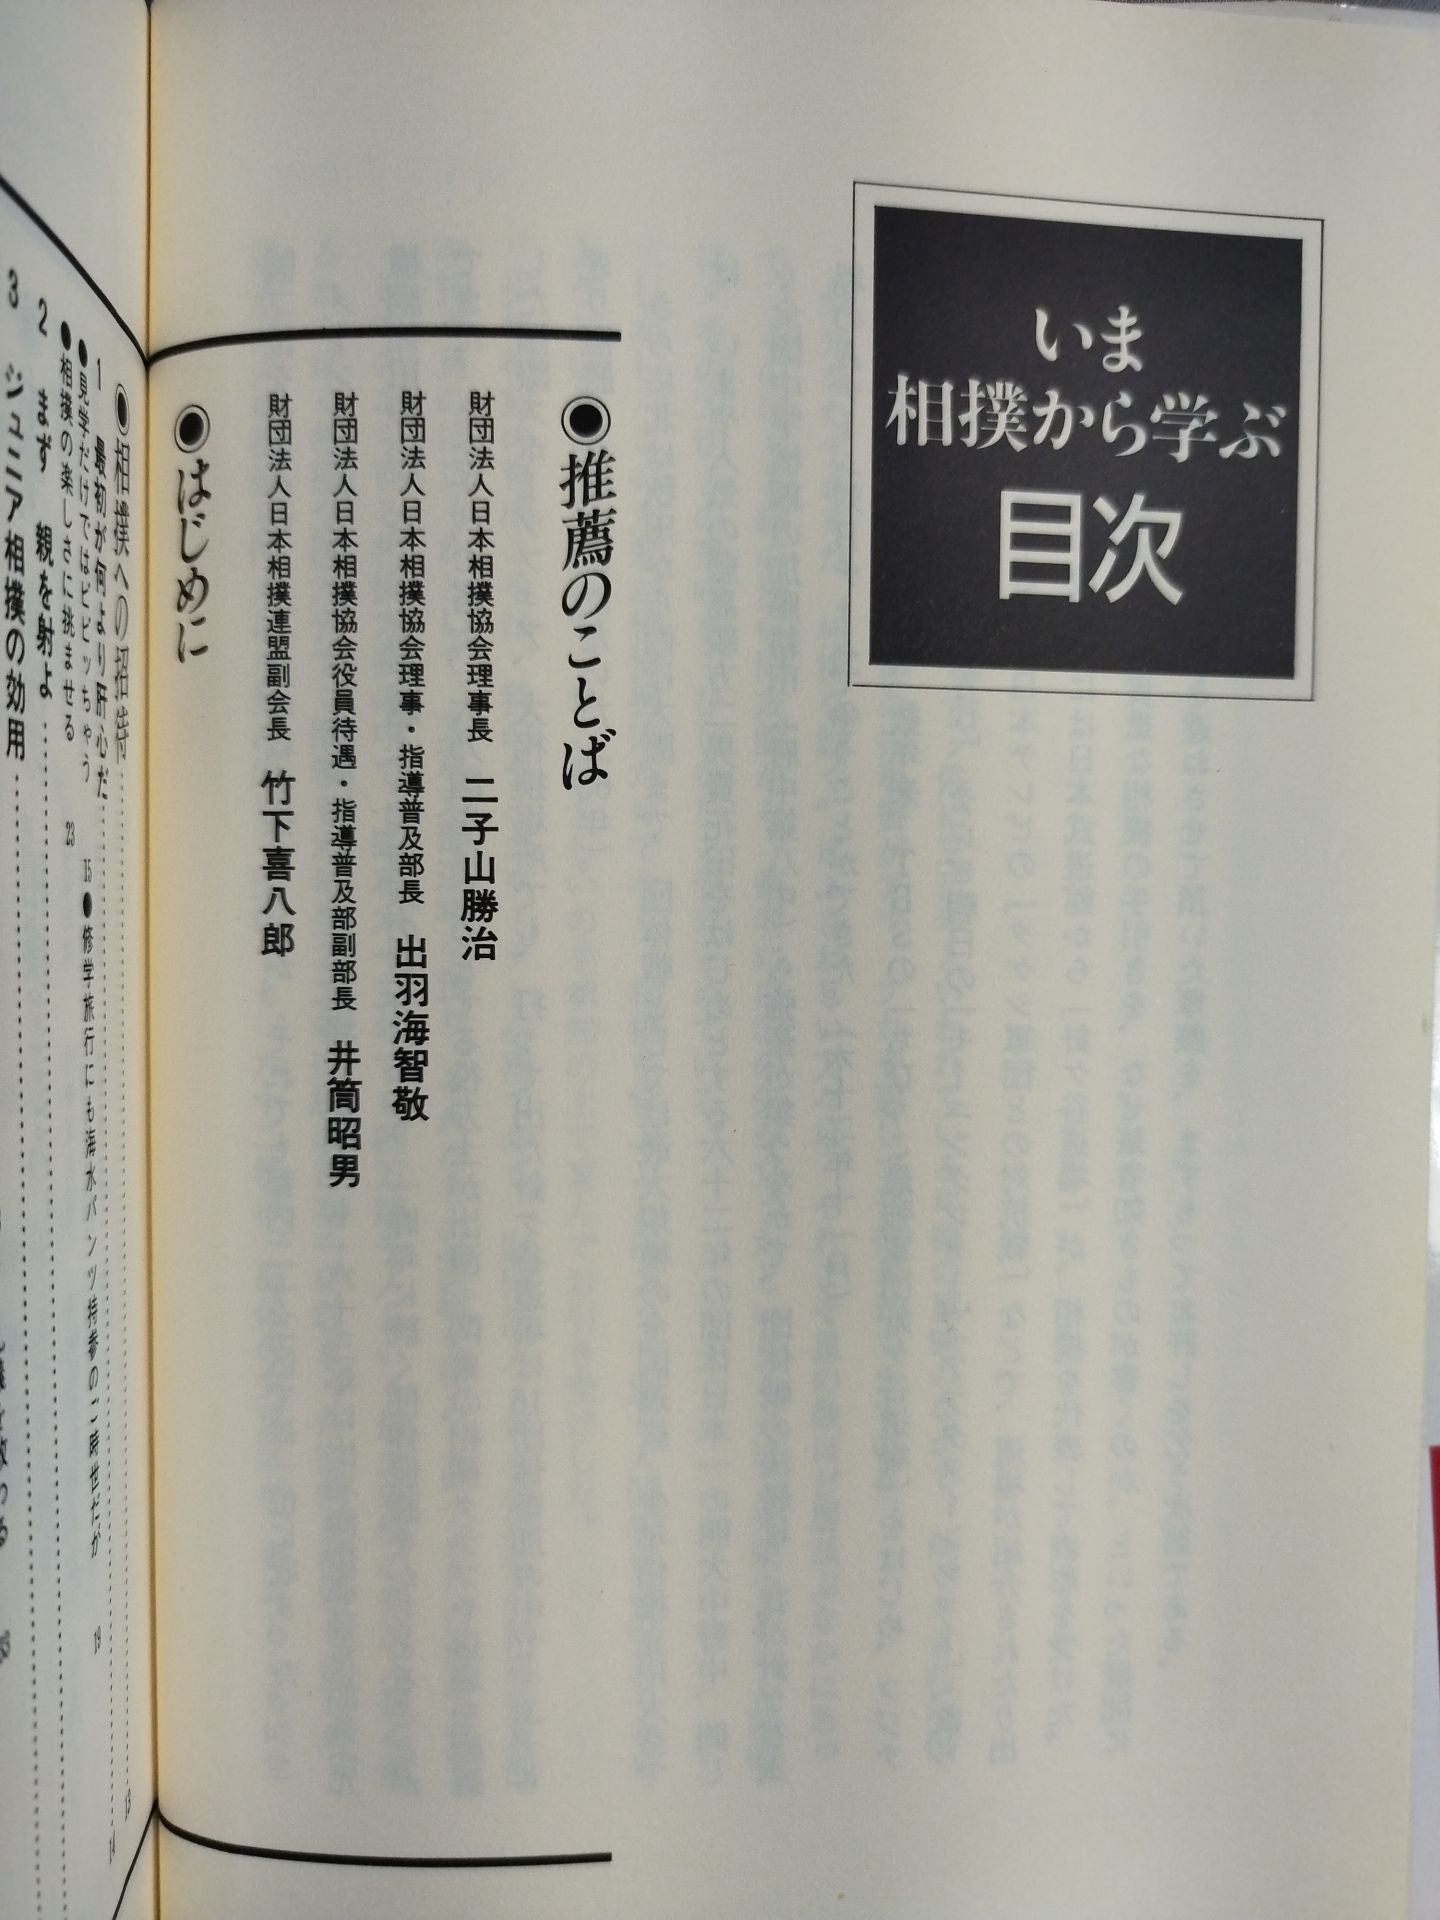 いま
相撲から学ぶ
目次
◉推薦のことば
財団法人日本相撲協会理事長 二子山勝治
財団法人日本相撲協会理事・指導普及部長 出羽海智敬
財団法人日本相撲協会役員待遇・指導普及部副部長 井筒昭男
財団法人日本相撲連盟副会長 竹下喜八郎
◉はじめに
◉相撲への招待 13
1 最初が何より肝心だ 14
●見学だけではビビッちゃう 15 ●修学旅行にも海水パンツ持参のご時世だが 19
●相撲の楽しさに挑ませる 23
2 まず 親を射よ
3 ジュニア相撲の効用